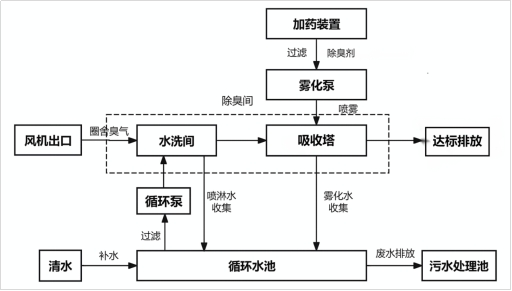 加药装置
过滤
除臭剂
雾化泵
除臭间
喷雾
风机出口
圈舍臭气
水洗间
吸收塔
达标排放
循环泵
喷淋水
收集
雾化水
收集
过滤
清水
补水
循环水池
废水排放
污水处理池